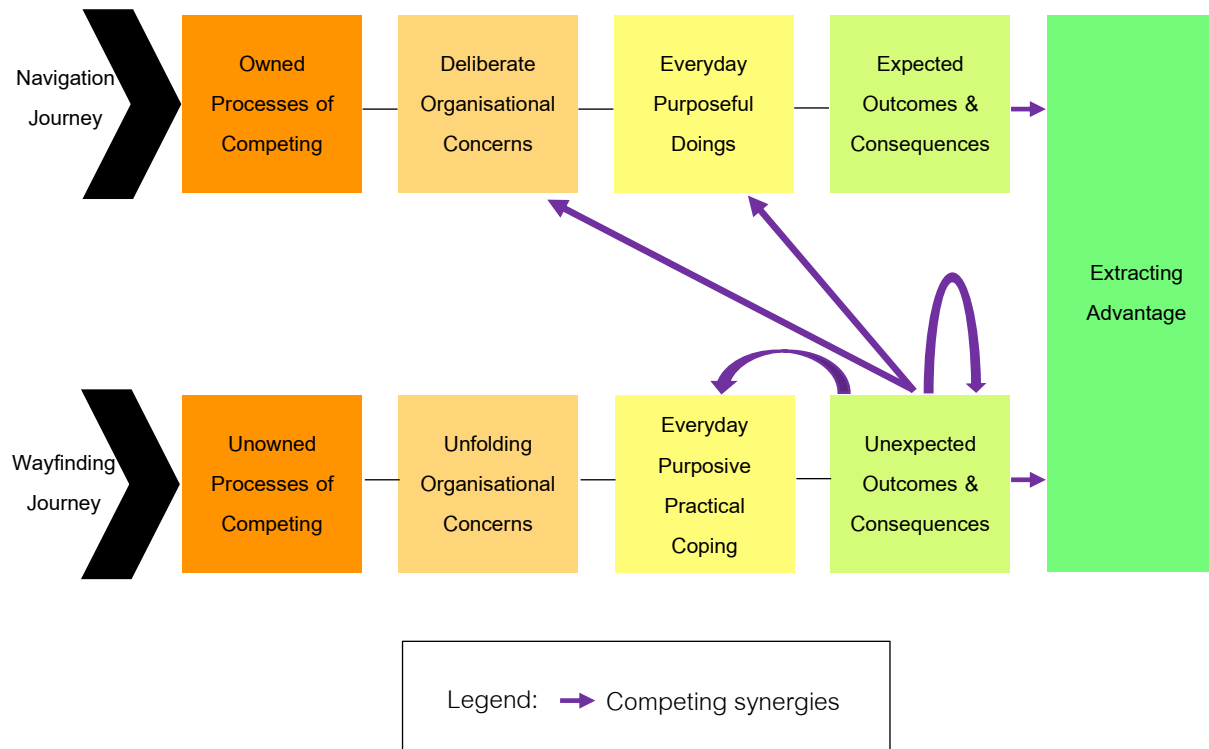 Navigation
Journey
Owned
Processes of
Competing
Deliberate
Organisational
Concerns
Everyday
Purposeful
Doings
Expected
Outcomes &
Consequences
Extracting
Advantage
Wayfinding
Journey
Unowned
Processes of
Competing
Unfolding
Organisational
Concerns
Everyday
Purposive
Practical
Coping
Unexpected
Outcomes &
Consequences
Legend: Competing synergies